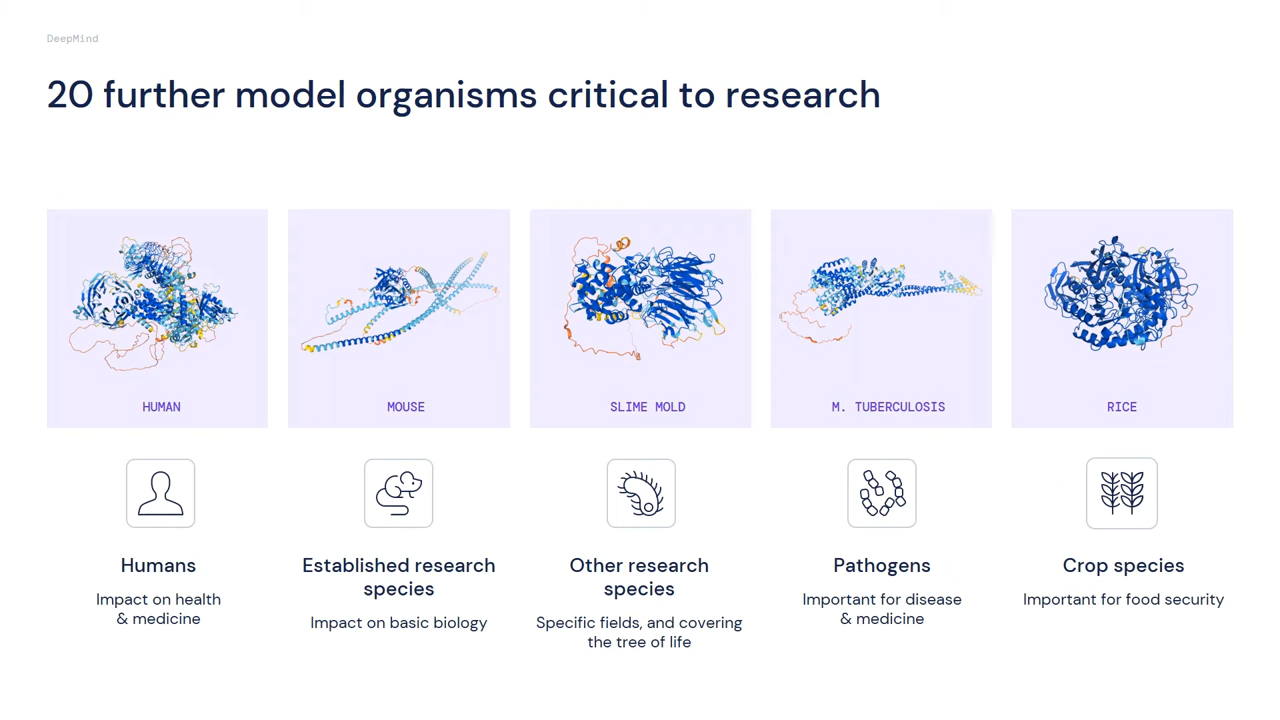 DeepMind
20 further model organisms critical to research
HUMAN
MOUSE
SLIME MOLD
M. TUBERCULOSIS
RICE
Humans
Impact on health
& medicine
Established research
species
Impact on basic biology
Other research
species
Specific fields, and covering
the tree of life
Pathogens
Important for disease
& medicine
Crop species
Important for food security